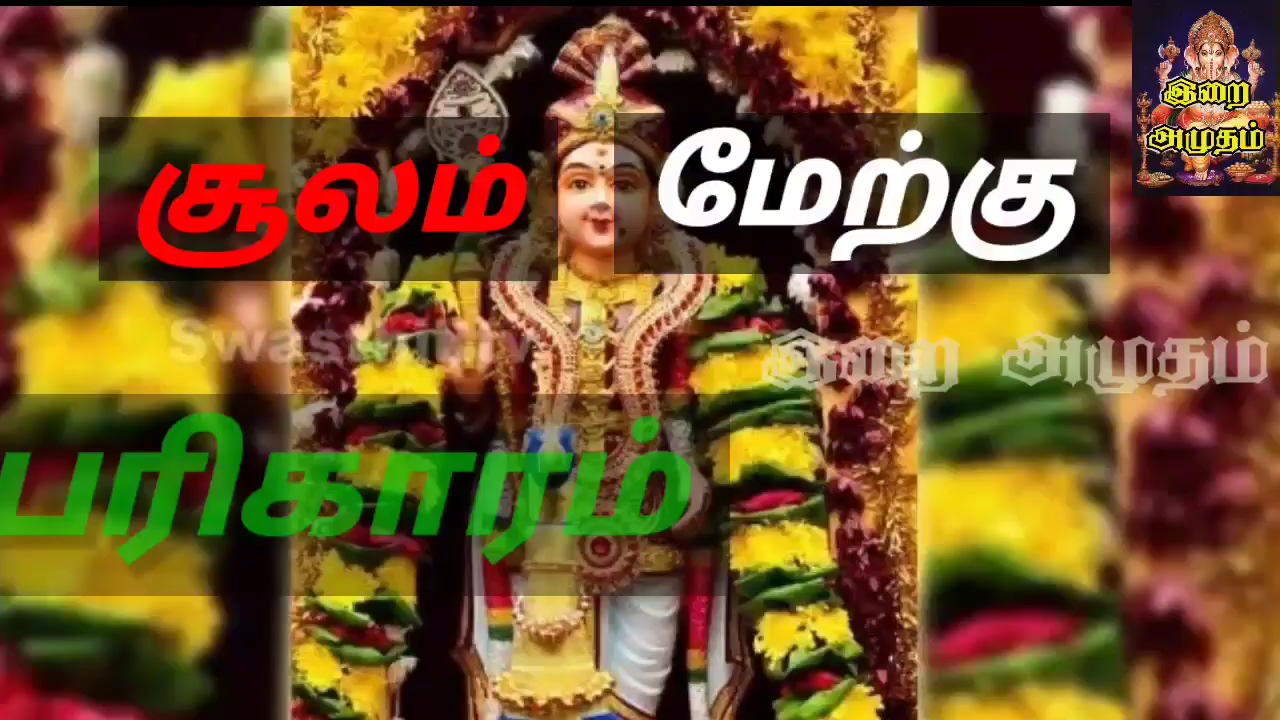 இறை
அமுதம்
சூலம் மேற்கு
இறை அமுதம்
பரிகாரம்